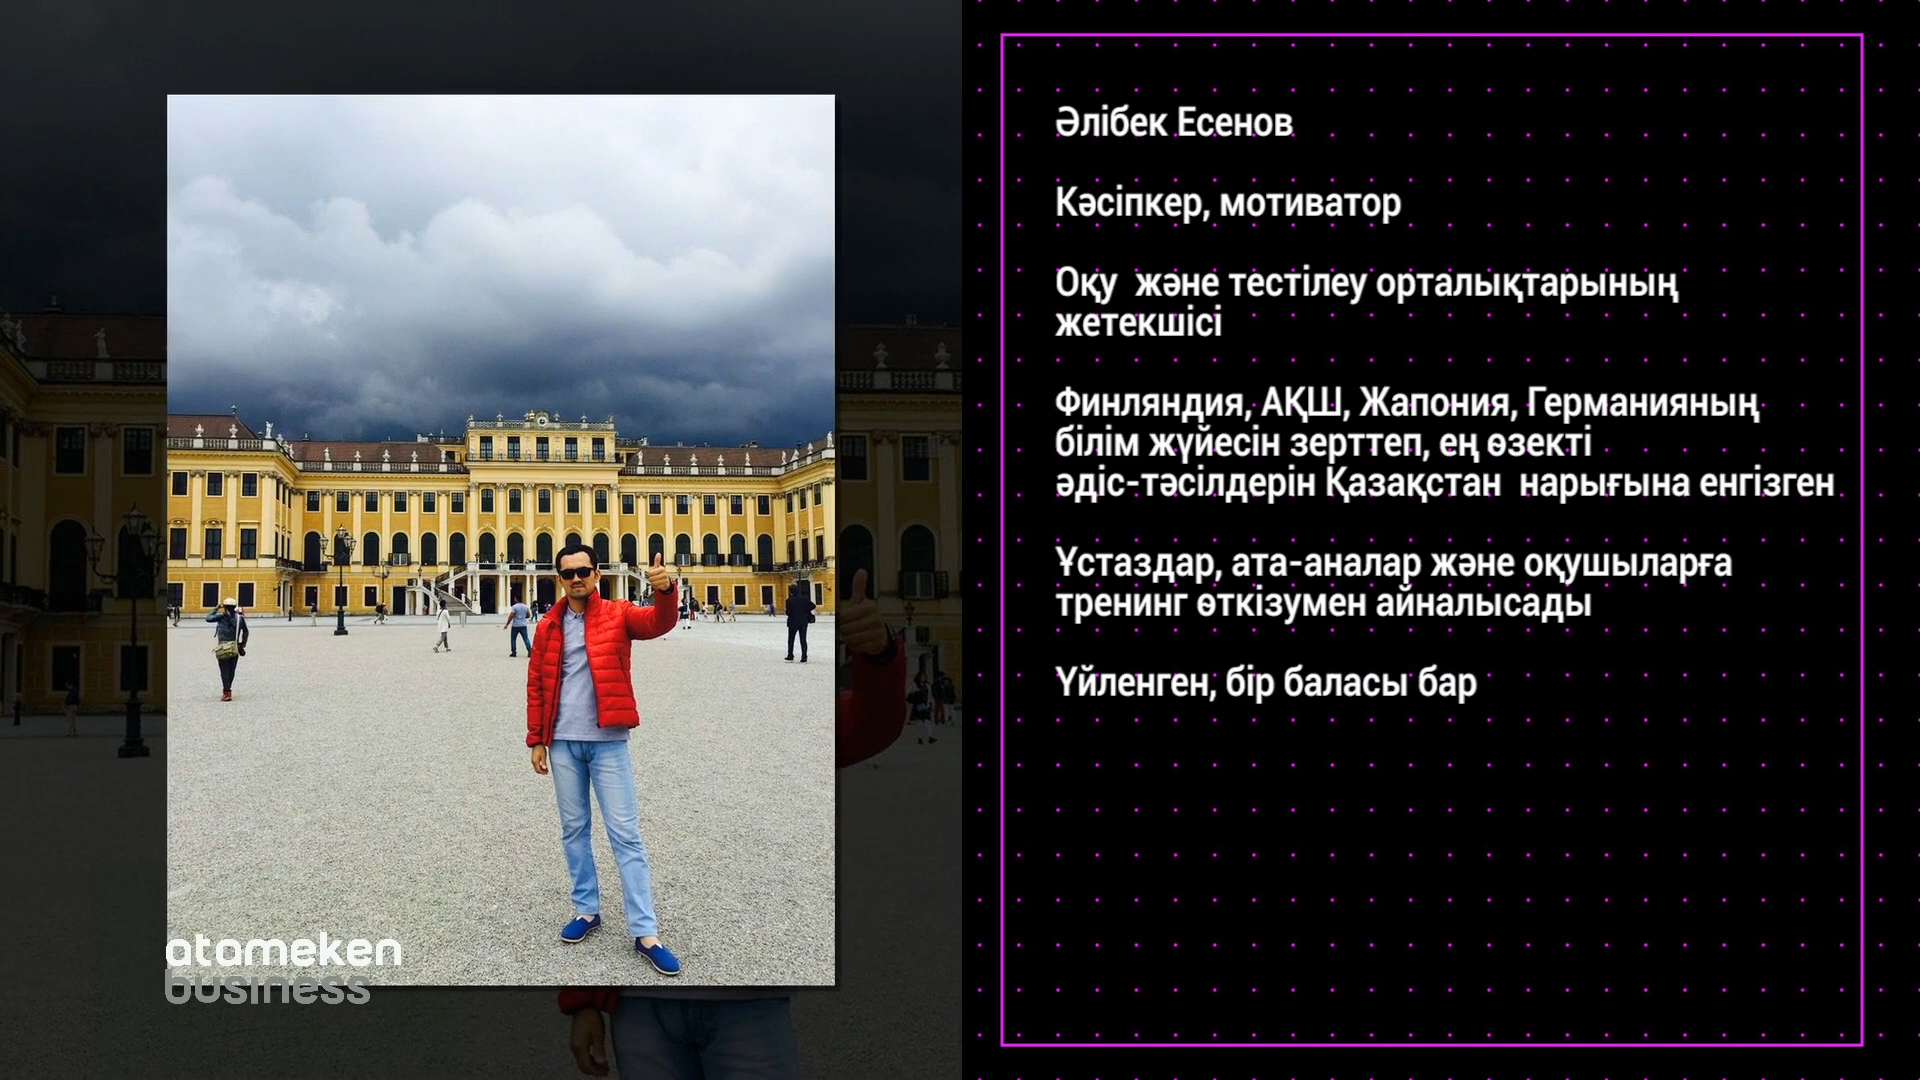 Әлібек Есенов
Кәсіпкер, мотиватор
Оқу және тестілеу орталықтарының
жетекшісі
Финляндия, АҚШ, Жапония, Германияның
білім жүйесін зерттеп, ең өзекті
әдіс-тәсілдерін Қазақстан нарығына енгізген
Ұстаздар, ата-аналар және оқушыларға
тренинг өткізумен айналысады
Үйленген, бір баласы бар
atameken
business